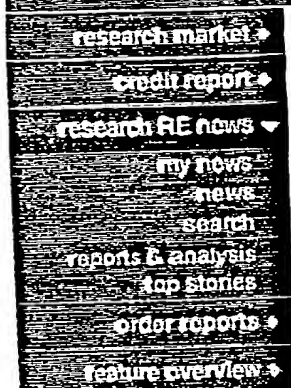 research market
credit report
research RE news
my news
news
search
reports & analysis
top stories
order reports
feature overview